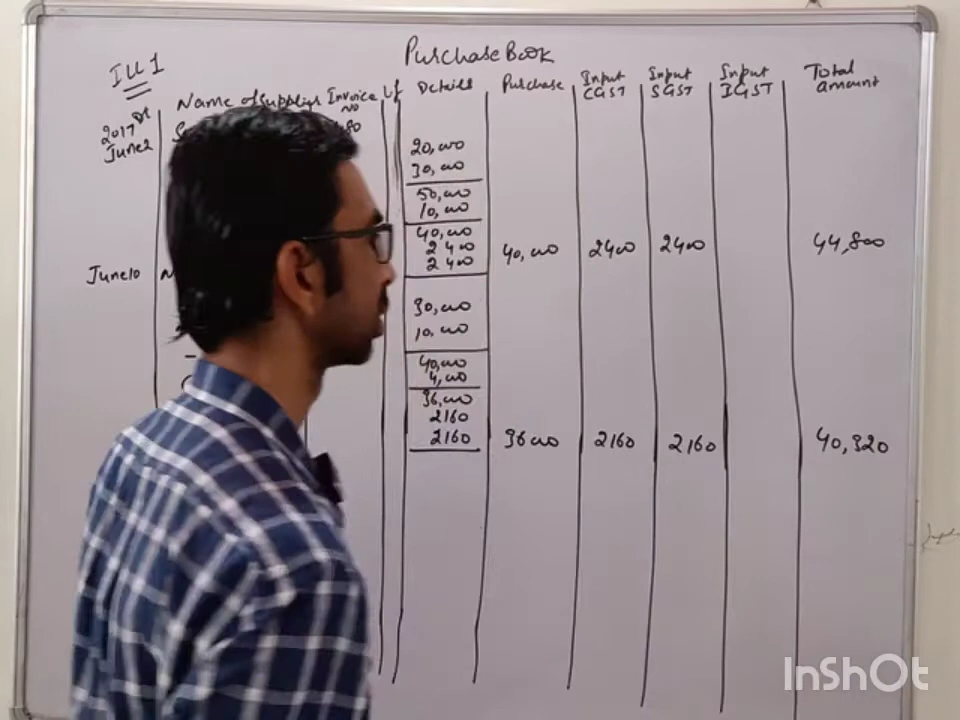 Purchase Book
Ill 1
Name of supplier Invoice No L.F Details Purchase Input CGST Input SGST Input IGST Total amount
2017
June 2
20,000
30,000
50,000
10,000
40,000
2400
2400 40,000 2400 2400 44,800
June 10
30,000
10,000
40,000
4,000
36,000
2160
2160 36000 2160 2160 40,320
InShOt